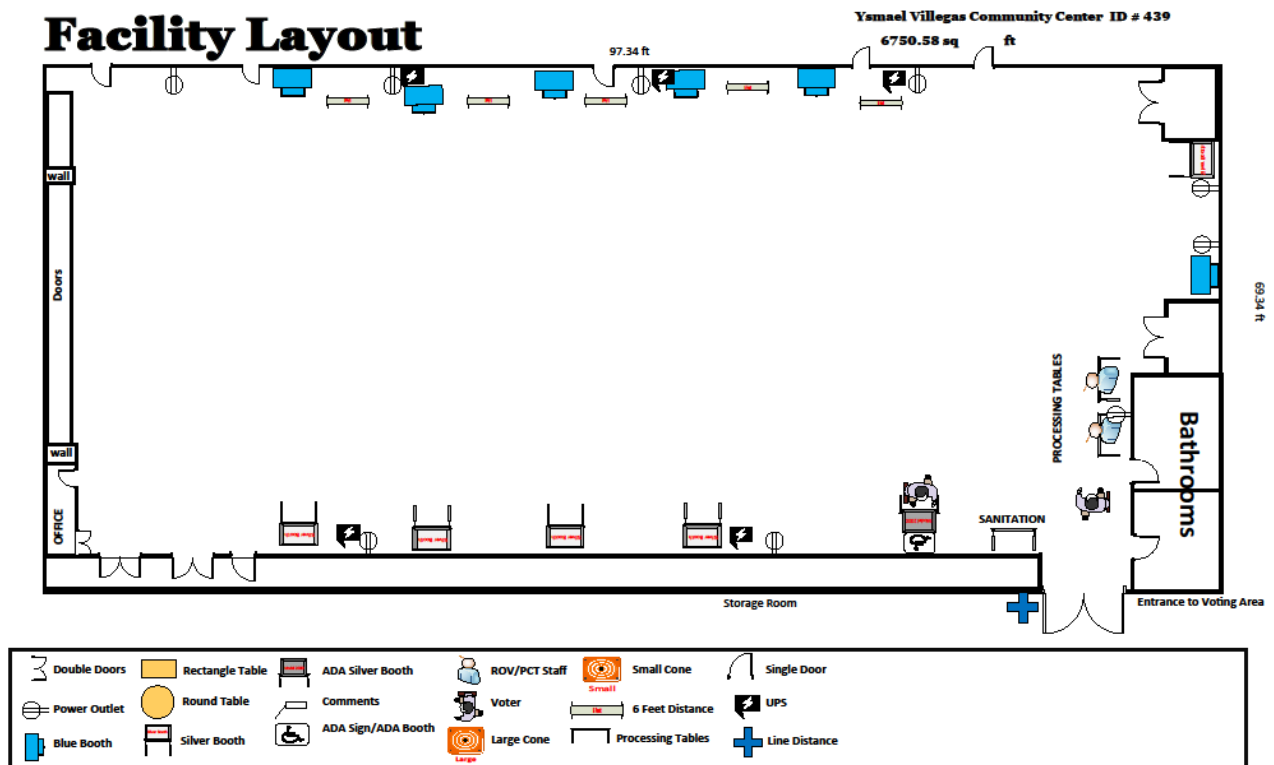 Facility Layout
Ysmael Villegas Community Center ID # 439
6750.58 sq ft
97.34 ft
wall
Doors
69.34 ft
PROCESSING TABLES
wall
Bathrooms
OFFICE
SANITATION
Storage Room
Entrance to Voting Area
Double Doors
Rectangle Table
ADA Silver Booth
ROV/PCT Staff
Small Cone
Small
Single Door
Power Outlet
Round Table
Comments
Voter
6 Feet Distance
UPS
Blue Booth
Silver Booth
ADA Sign/ADA Booth
Large Cone
Large
Processing Tables
Line Distance